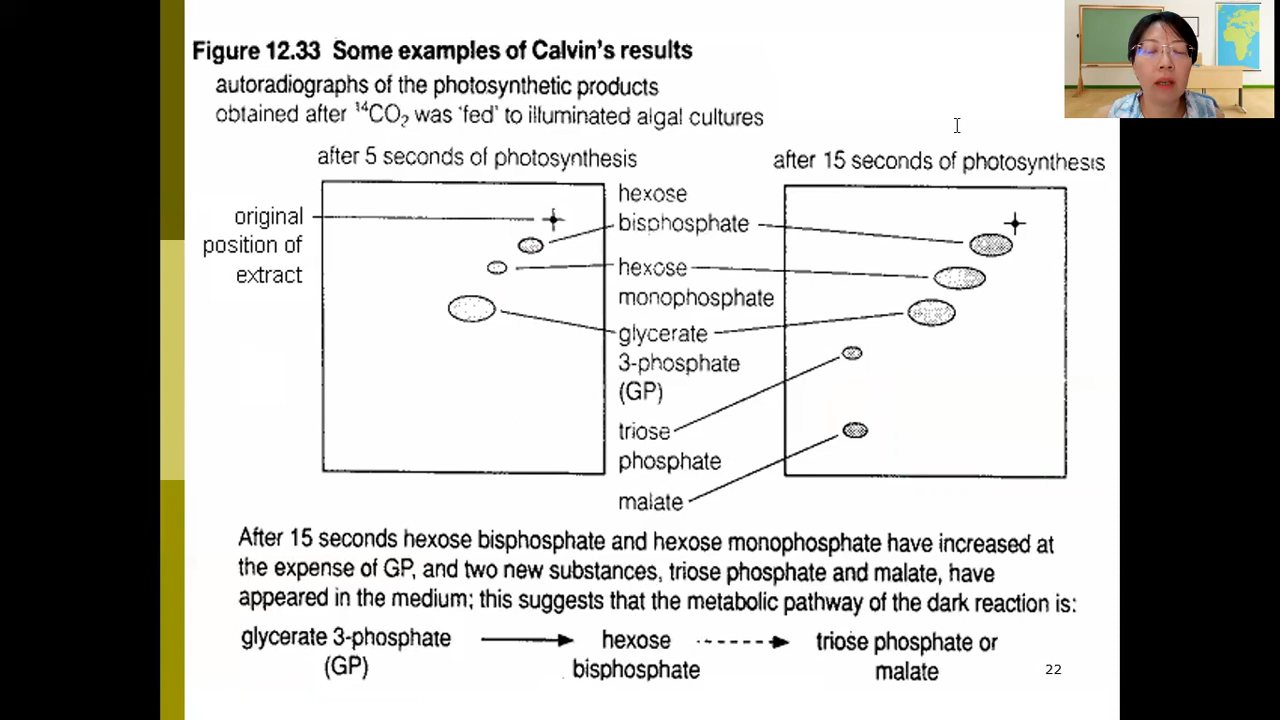 Figure 12.33 Some examples of Calvin's results
autoradiographs of the photosynthetic products
obtained after ¹⁴CO₂ was 'fed' to illuminated algal cultures
after 5 seconds of photosynthesis
after 15 seconds of photosynthesis
original
position of
extract
hexose
bisphosphate
hexose
monophosphate
glycerate
3-phosphate
(GP)
triose
phosphate
malate
After 15 seconds hexose bisphosphate and hexose monophosphate have increased at
the expense of GP, and two new substances, triose phosphate and malate, have
appeared in the medium; this suggests that the metabolic pathway of the dark reaction is:
glycerate 3-phosphate
(GP)
hexose
bisphosphate
triose phosphate or
malate
22